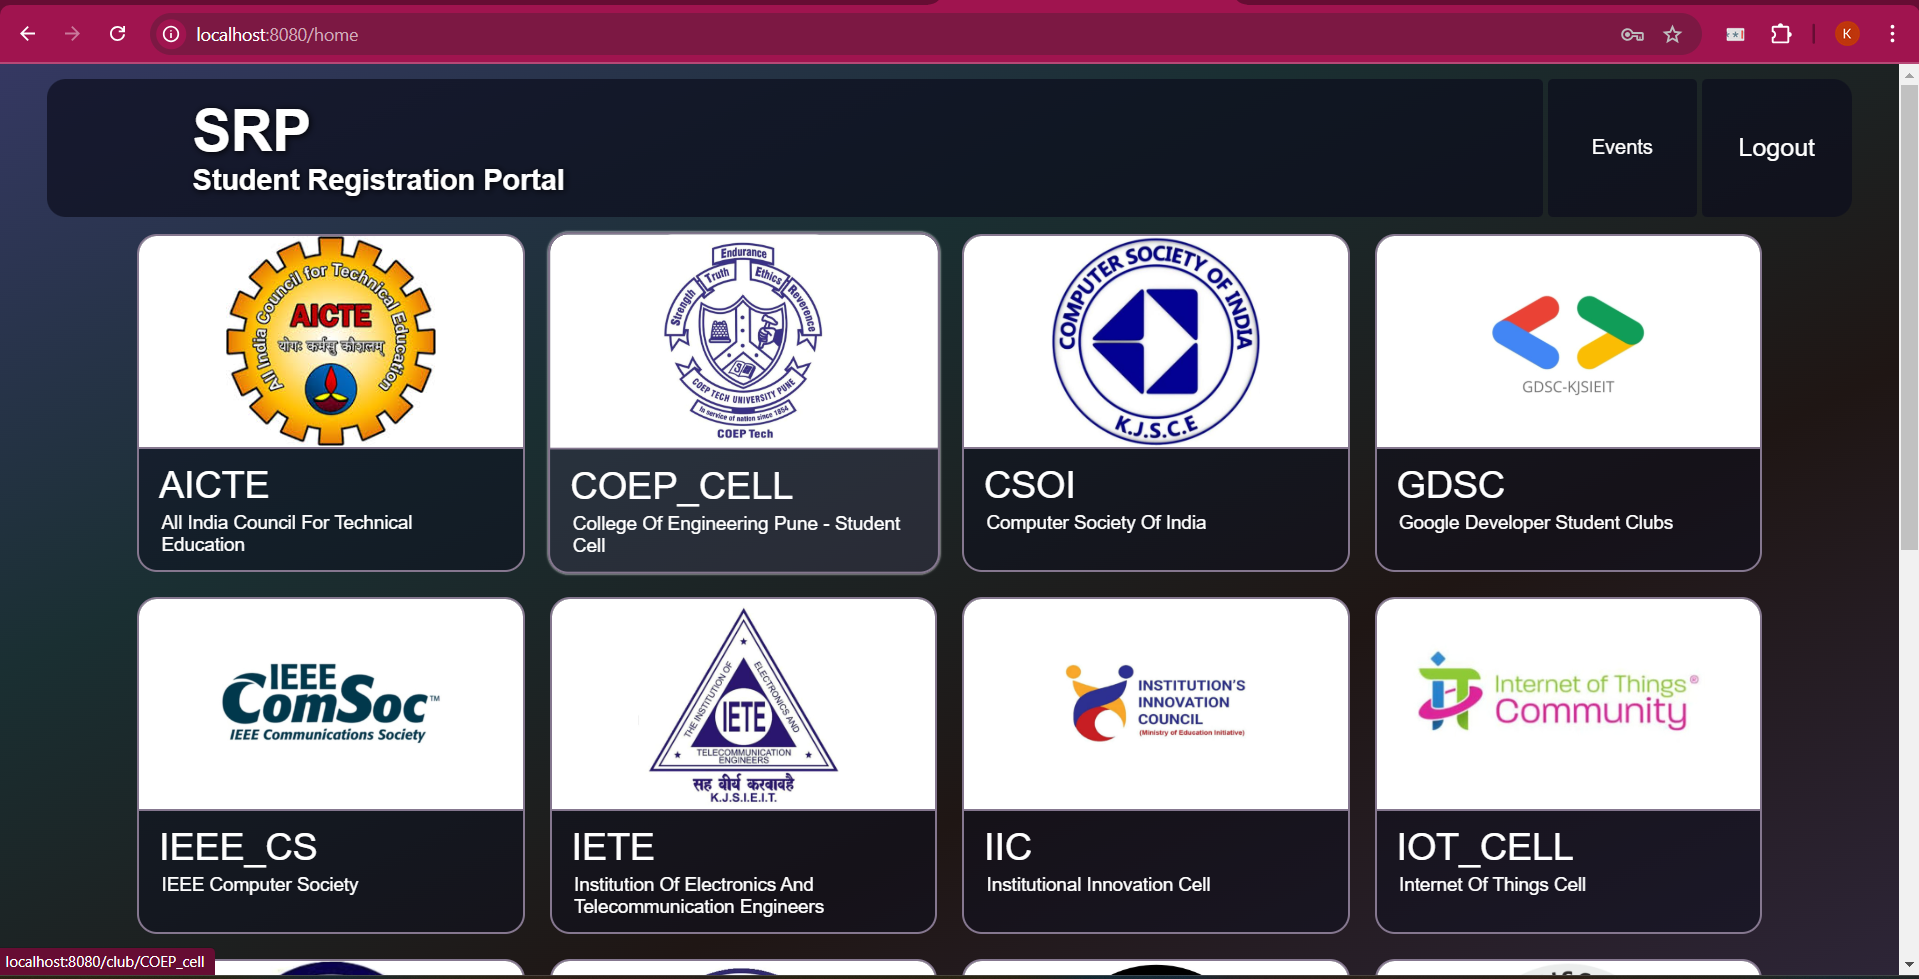 localhost:8080/home
K
SRP
Student Registration Portal
Events
Logout
All India Council for Technical Education
AICTE
योगः कर्मसु कौशलम्
AICTE
All India Council For Technical
Education
Endurance
Truth
Ethics
Strength
Reverence
COEP TECH UNIVERSITY PUNE
In service of nation since 1854
COEP Tech
COEP_CELL
College Of Engineering Pune - Student
Cell
COMPUTER SOCIETY OF INDIA
K.J.S.C.E
CSOI
Computer Society Of India
GDSC-KJSIEIT
GDSC
Google Developer Student Clubs
IEEE
ComSoc™
IEEE Communications Society
IEEE_CS
IEEE Computer Society
THE INSTITUTION OF
ELECTRONICS AND
IETE
TELECOMMUNICATION
ENGINEERS
सह वीर्य करवावहै
K.J.S.I.E.I.T.
IETE
Institution Of Electronics And
Telecommunication Engineers
INSTITUTION'S
INNOVATION
COUNCIL
(Ministry of Education Initiative)
IIC
Institutional Innovation Cell
Internet of Things®
Community
IOT_CELL
Internet Of Things Cell
localhost:8080/club/COEP_cell